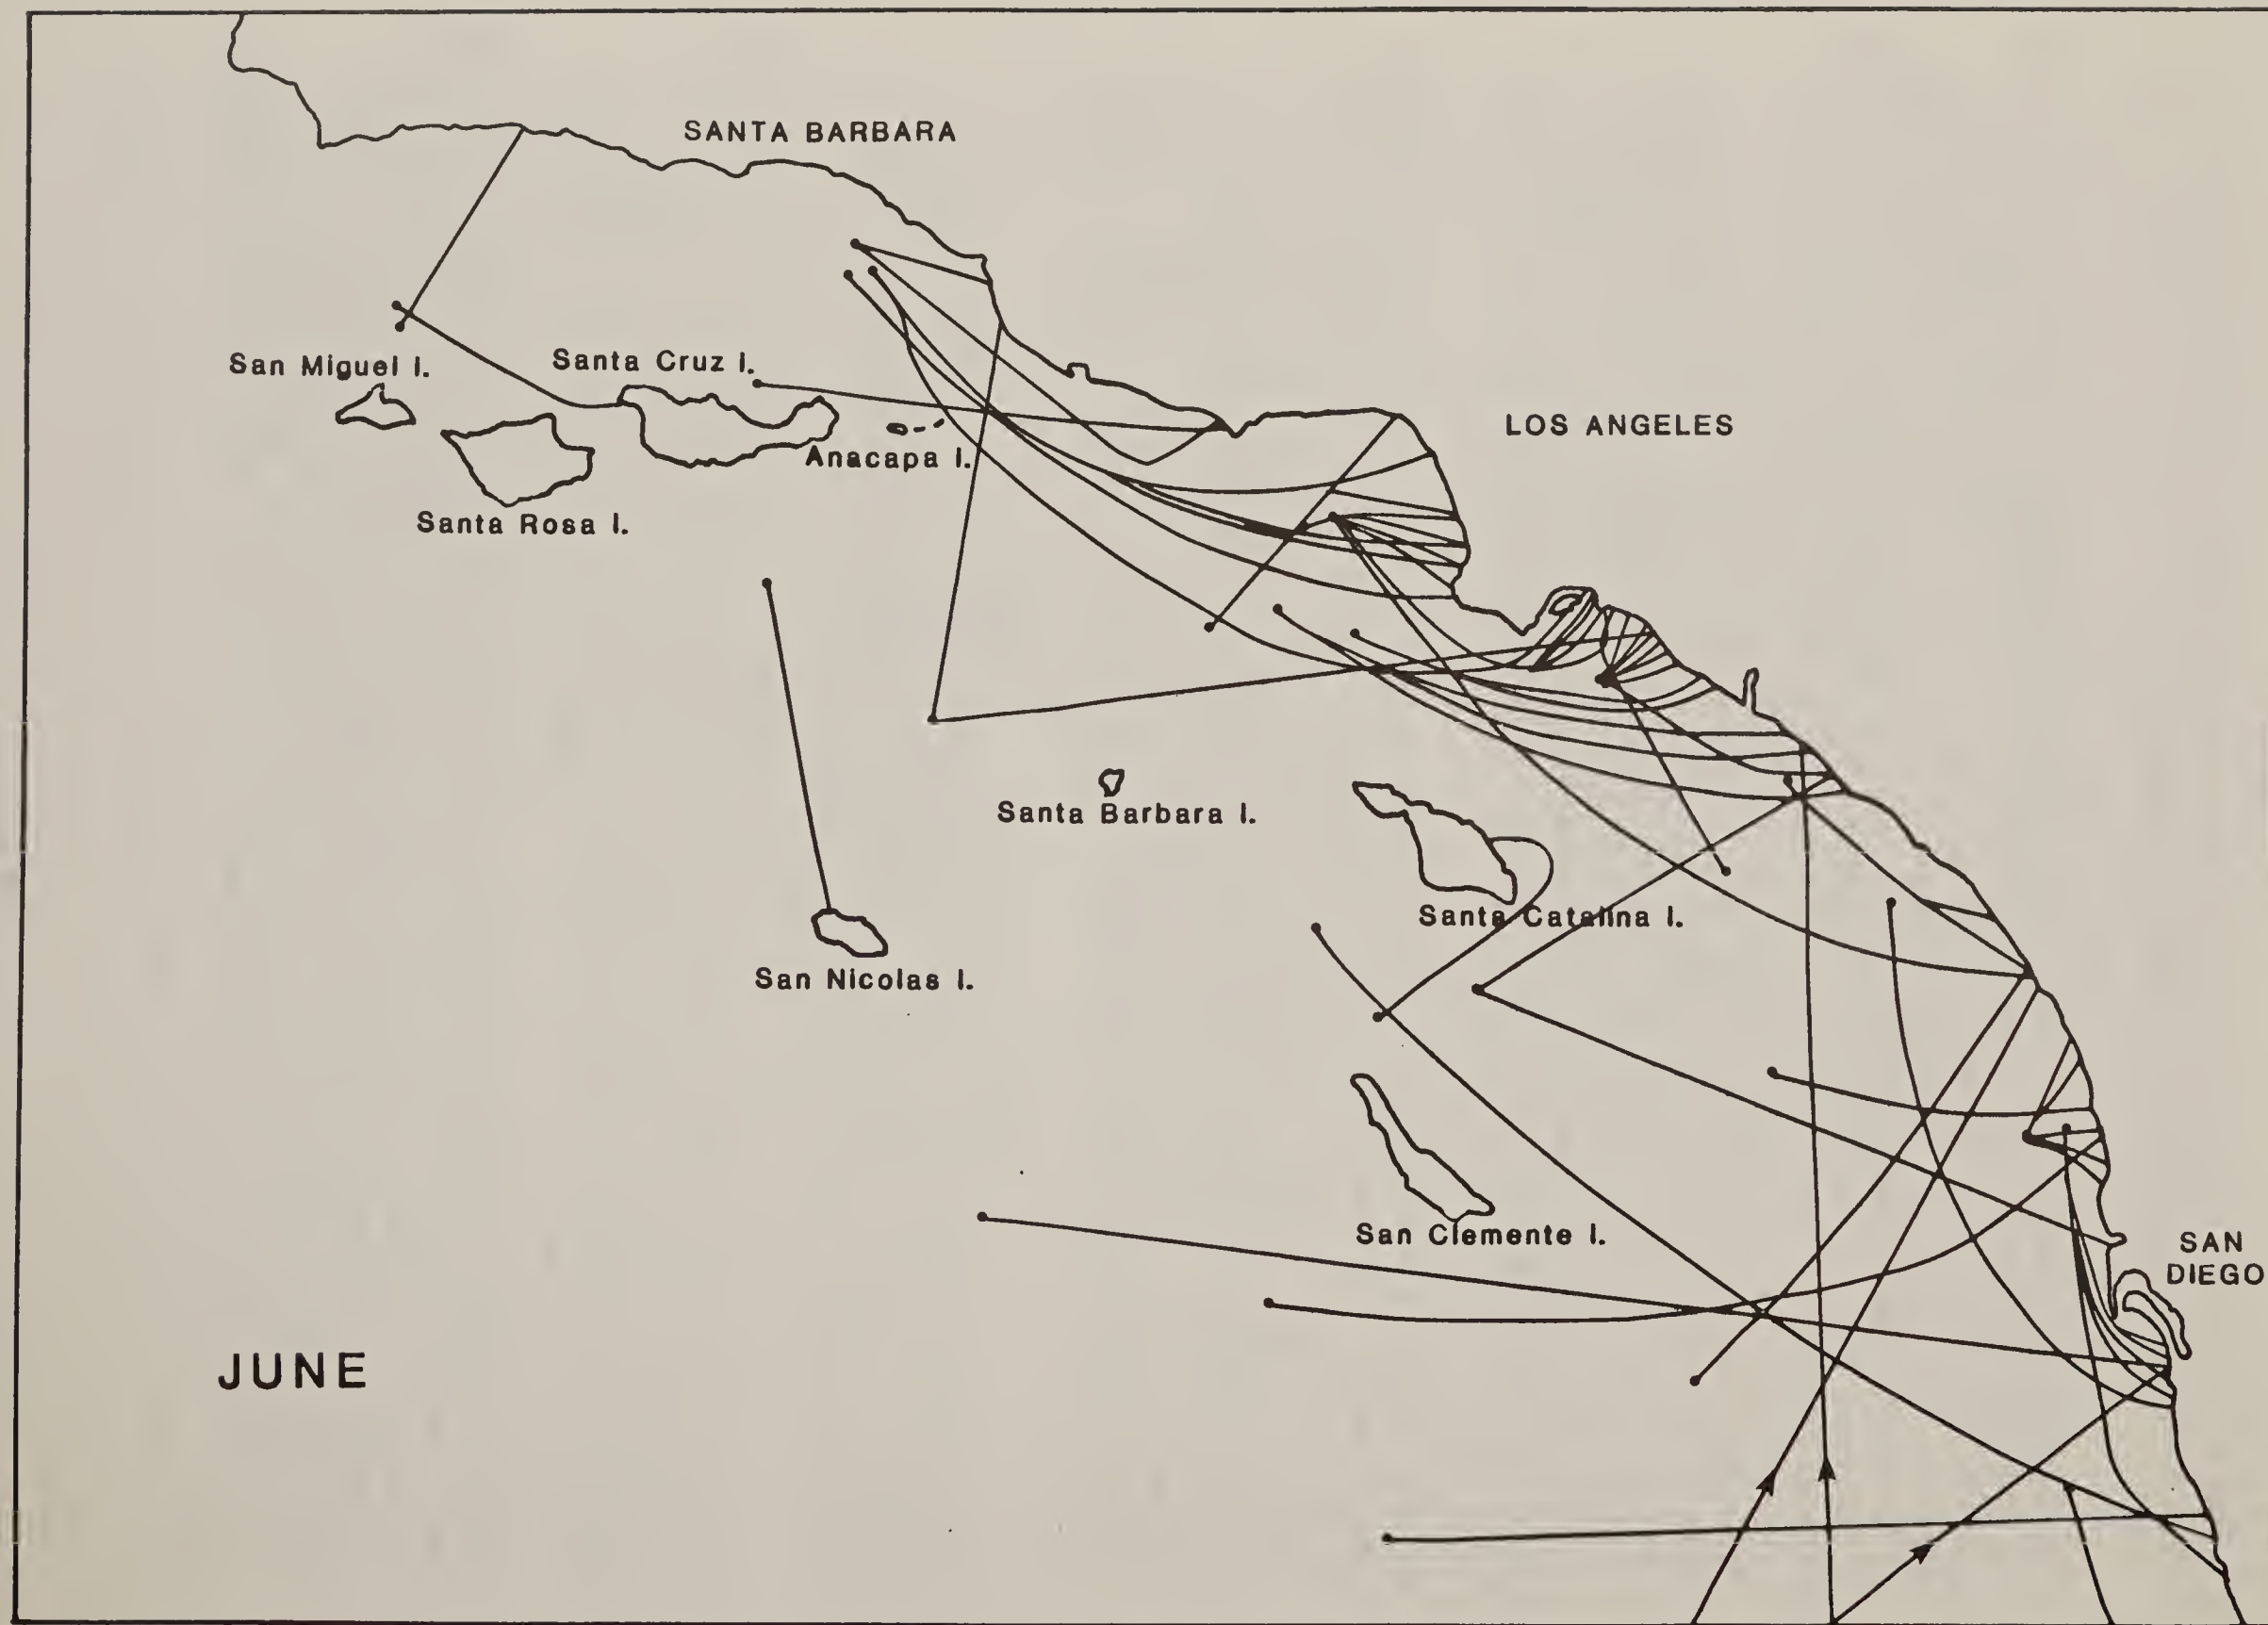 SANTA BARBARA
San Miguel I.
Santa Cruz I.
LOS ANGELES
Anacapa I.
Santa Rosa I.
Santa Barbara I.
Santa Catalina I.
San Nicolas I.
San Clemente I.
SAN
DIEGO
JUNE